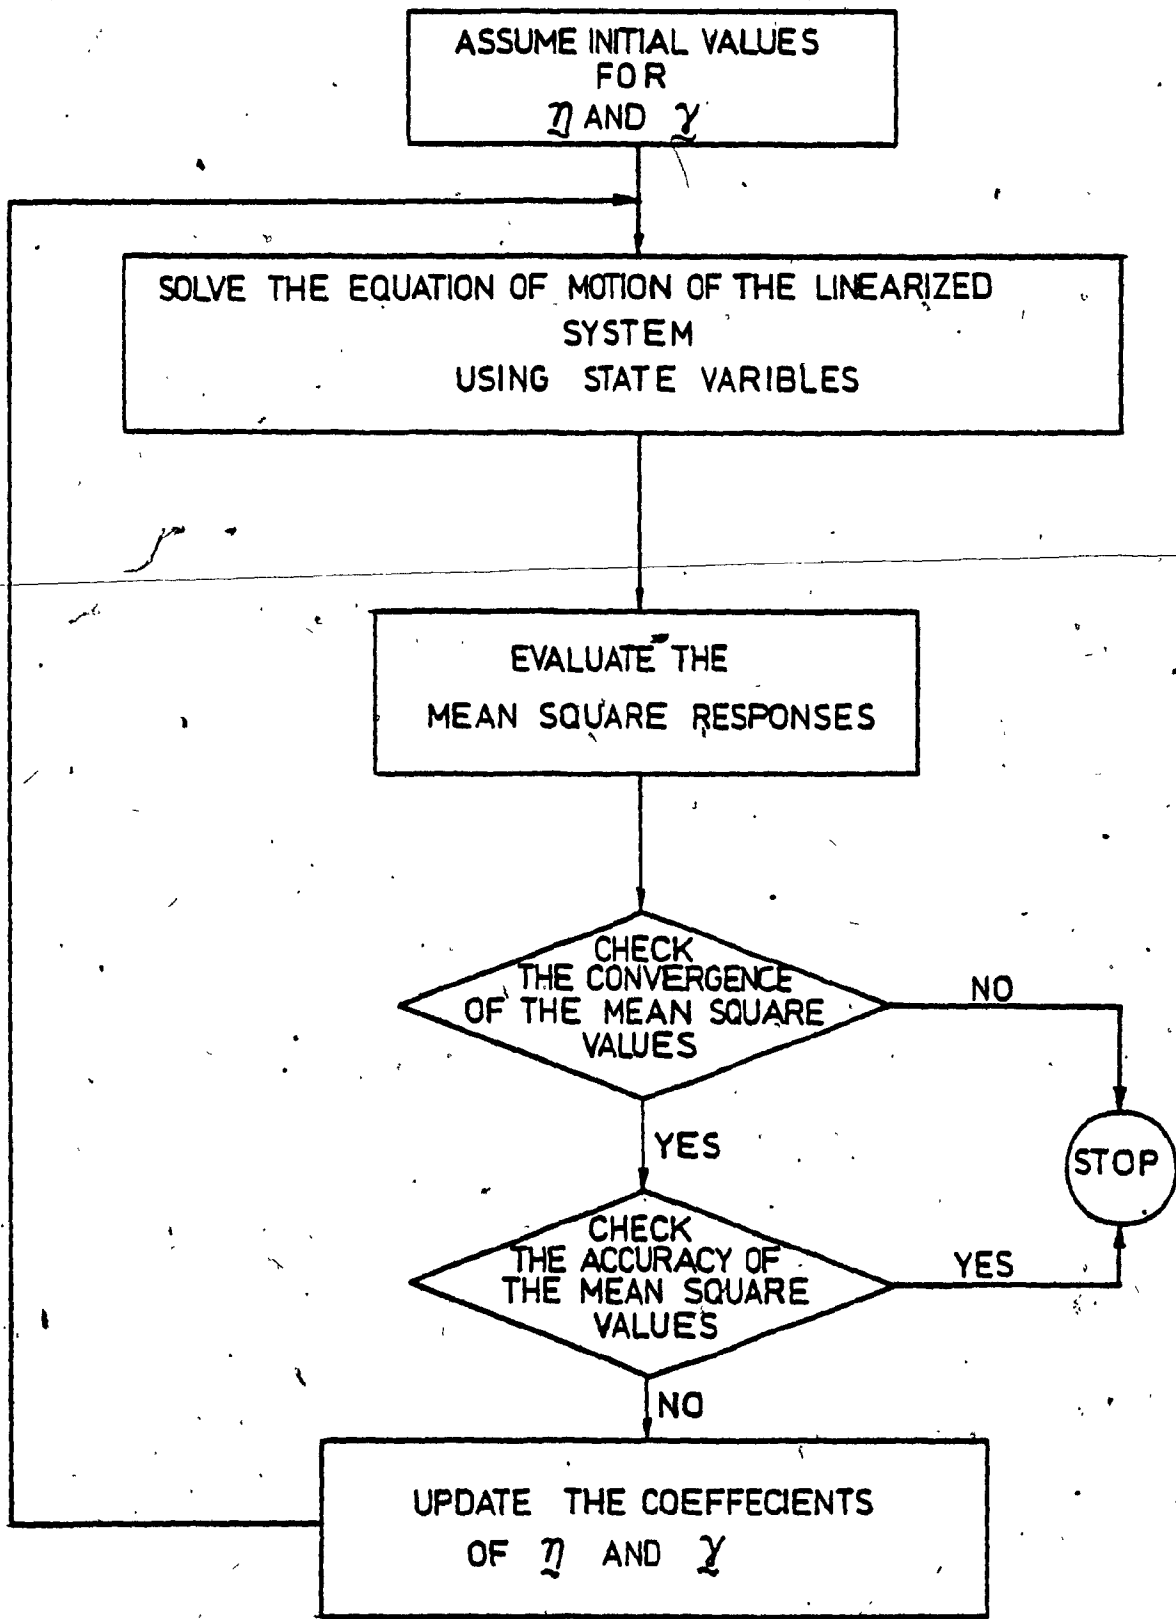 ASSUME INITIAL VALUES
FOR
η AND γ
SOLVE THE EQUATION OF MOTION OF THE LINEARIZED
SYSTEM
USING STATE VARIBLES
EVALUATE THE
MEAN SQUARE RESPONSES
CHECK
THE CONVERGENCE
OF THE MEAN SQUARE
VALUES
NO
YES
STOP
CHECK
THE ACCURACY OF
THE MEAN SQUARE
VALUES
YES
NO
UPDATE THE COEFFECIENTS
OF η AND γ